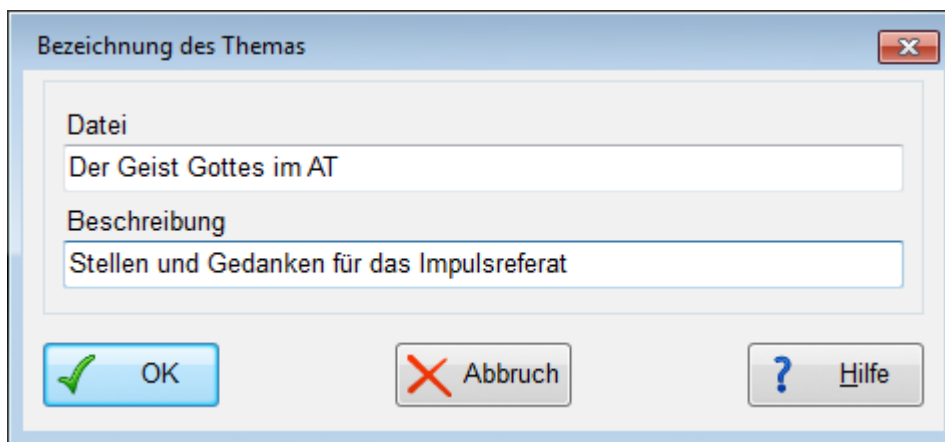 Bezeichnung des Themas
Datei
Der Geist Gottes im AT
Beschreibung
Stellen und Gedanken für das Impulsreferat
OK Abbruch ? Hilfe